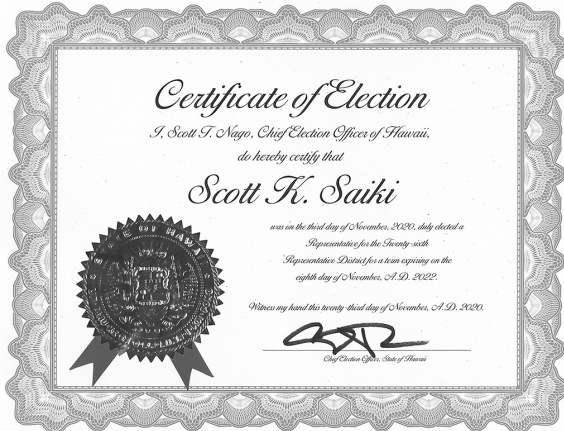 Certificate of Election
I, Scott T. Nago, Chief Election Officer of Hawaii,
do hereby certify that
Scott K. Saiki
was on the third day of November, 2020, duly elected a
Representative for the Twenty-sixth
Representative District for a term expiring on the
eighth day of November, A.D. 2022.
Witness my hand this twenty-third day of November, A.D. 2020.
Chief Election Officer, State of Hawaii